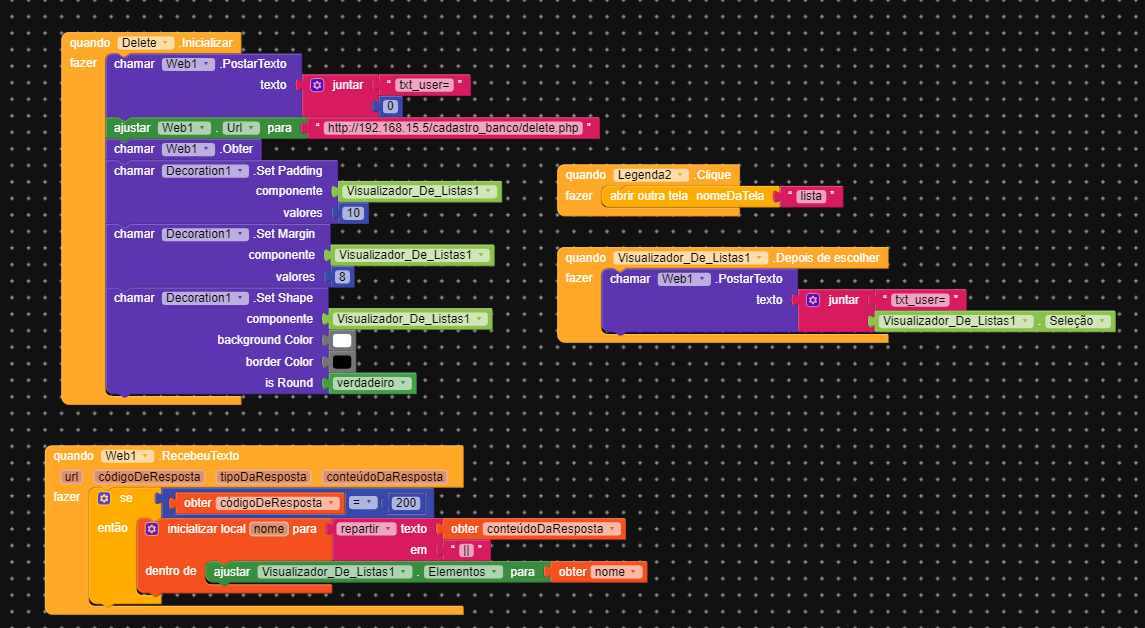 quando Delete .Inicializar
fazer chamar Web1 .PostarTexto
texto juntar " txt_user= "
0
ajustar Web1 . Url para " http://192.168.15.5/cadastro_banco/delete.php "
chamar Web1 .Obter
chamar Decoration1 .Set Padding
componente Visualizador_De_Listas1
valores 10
chamar Decoration1 .Set Margin
componente Visualizador_De_Listas1
valores 8
chamar Decoration1 .Set Shape
componente Visualizador_De_Listas1
background Color
border Color
is Round verdadeiro
quando Legenda2 .Clique
fazer abrir outra tela nomeDaTela " lista "
quando Visualizador_De_Listas1 .Depois de escolher
fazer chamar Web1 .PostarTexto
texto juntar " txt_user= "
Visualizador_De_Listas1 . Seleção
quando Web1 .RecebeuTexto
url códigoDeResposta tipoDaResposta conteúdoDaResposta
fazer se obter códigoDeResposta = 200
então inicializar local nome para repartir texto obter conteúdoDaResposta
em " || "
dentro de ajustar Visualizador_De_Listas1 . Elementos para obter nome